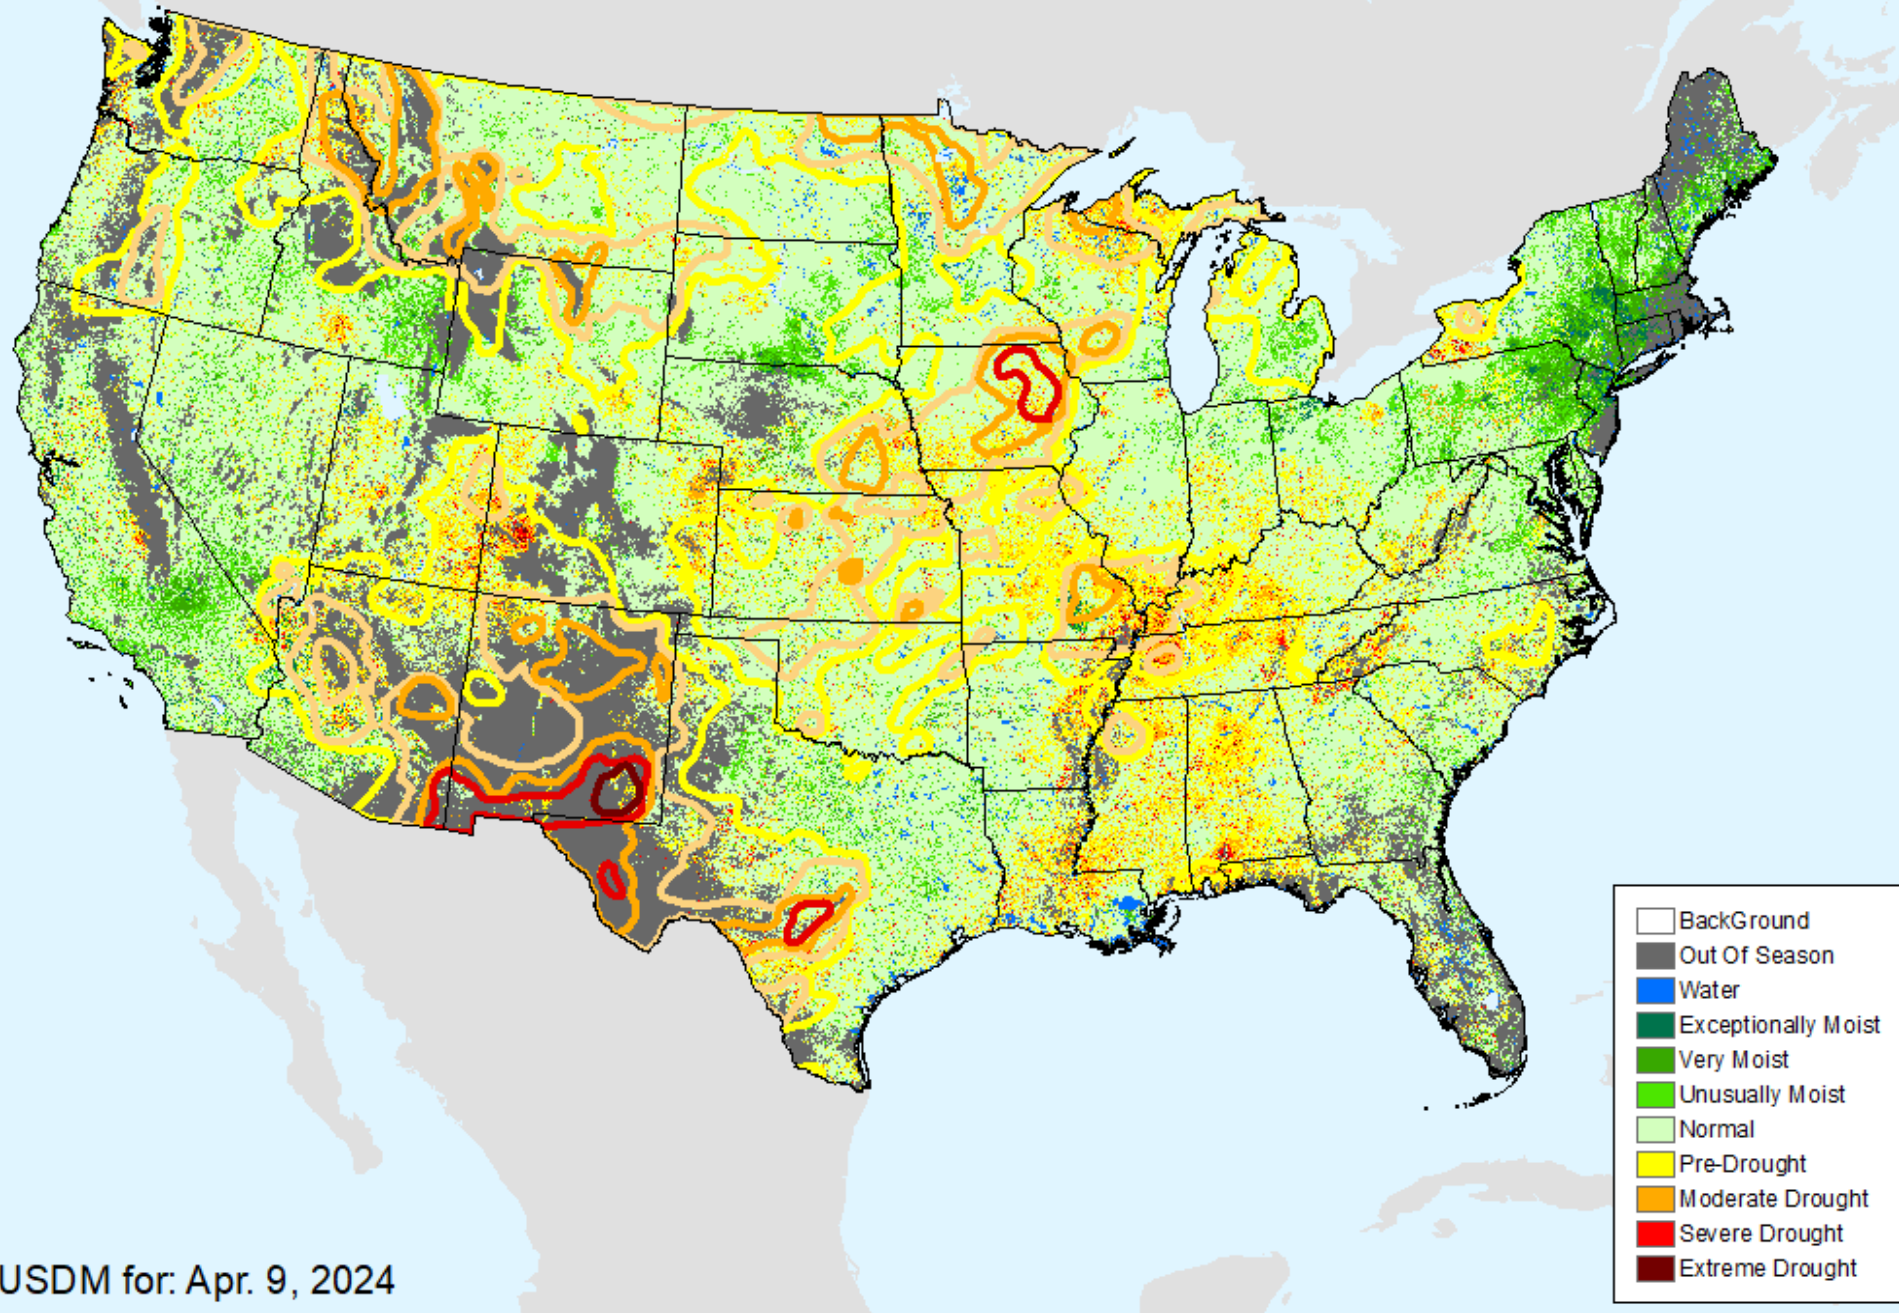 BackGround
Out Of Season
Water
Exceptionally Moist
Very Moist
Unusually Moist
Normal
Pre-Drought
Moderate Drought
Severe Drought
Extreme Drought
USDM for: Apr. 9, 2024